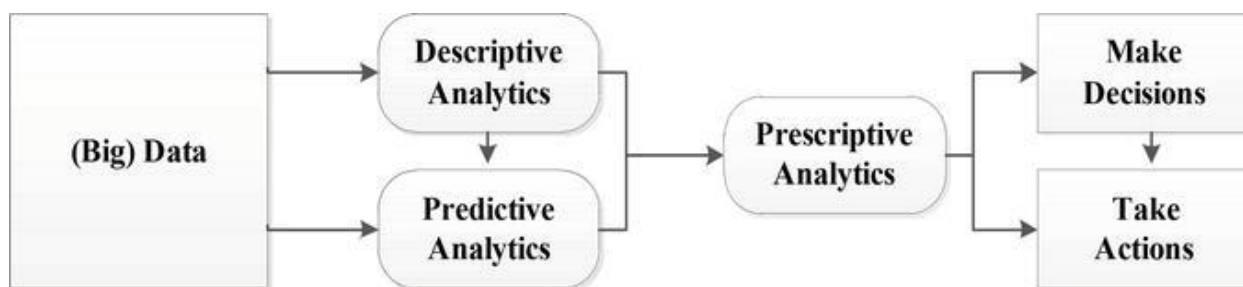 (Big) Data
Descriptive
Analytics
Predictive
Analytics
Prescriptive
Analytics
Make
Decisions
Take
Actions